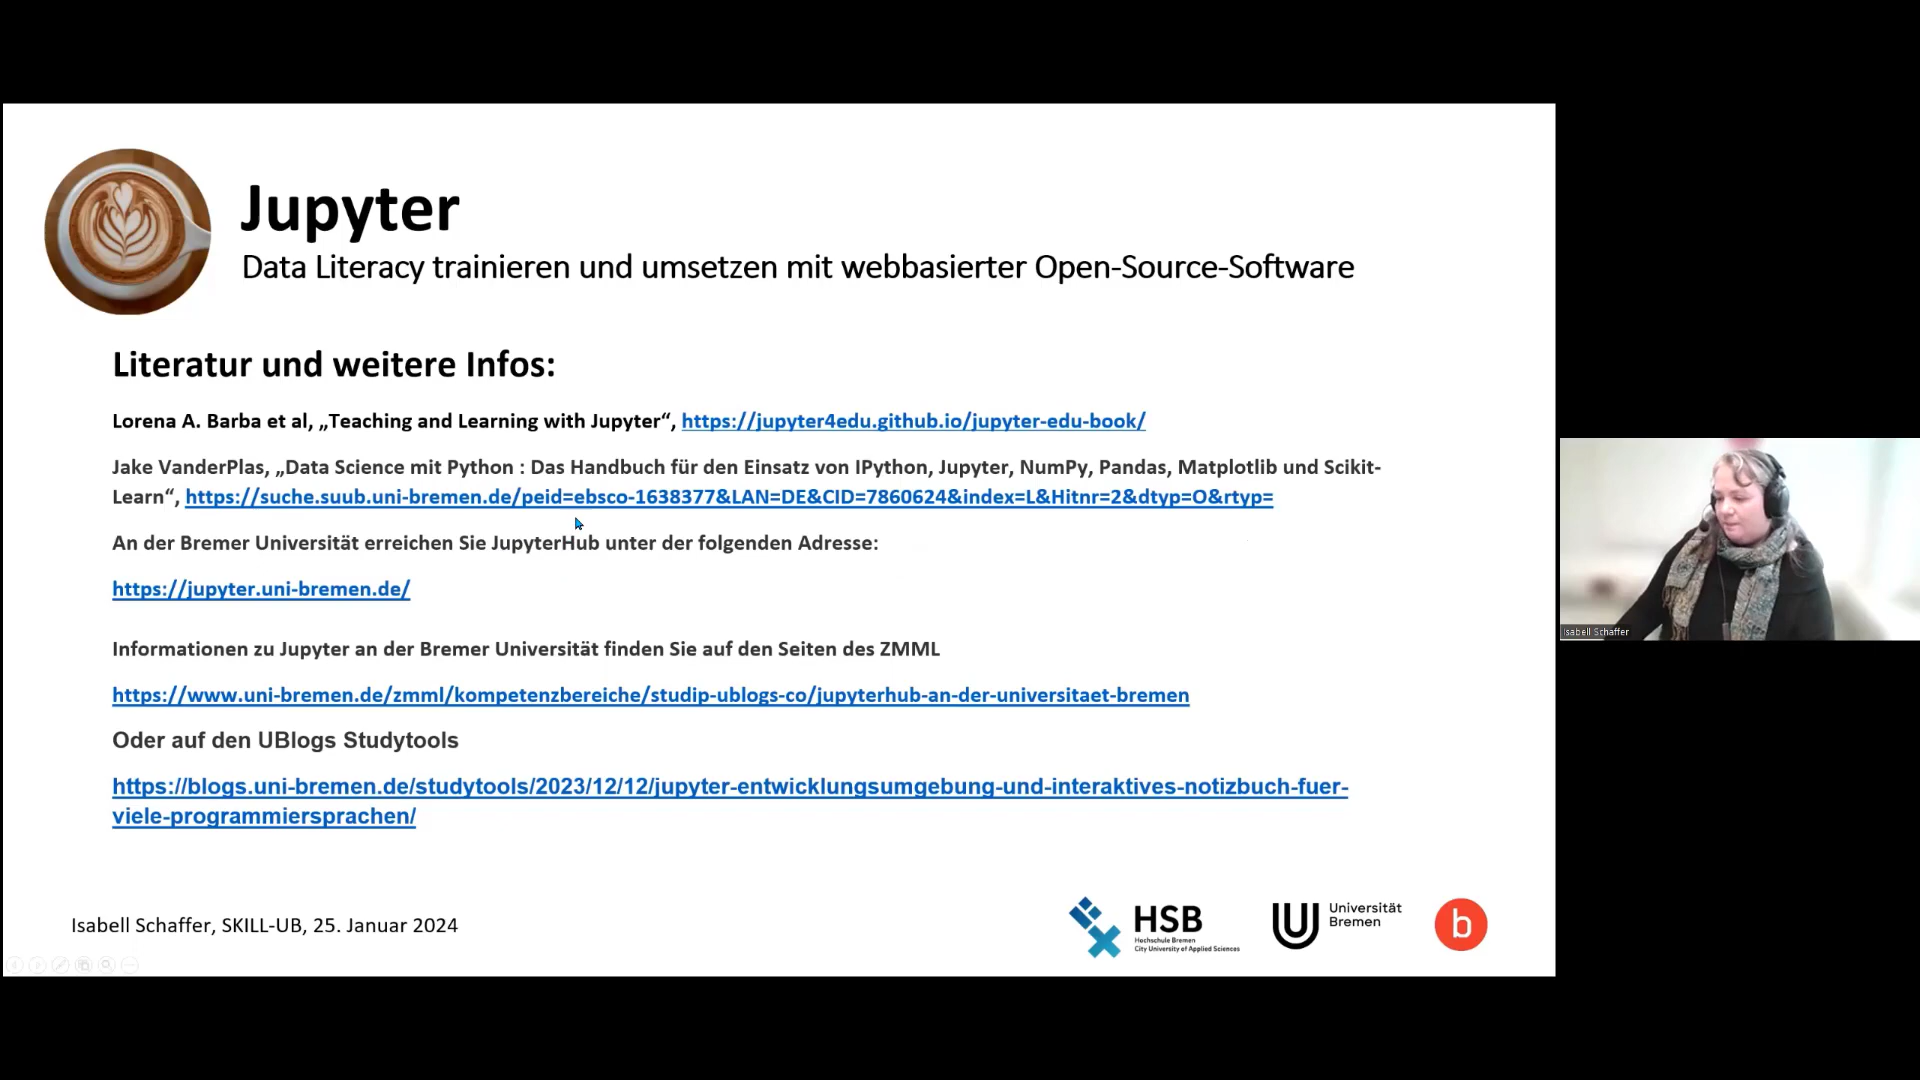 Jupyter
Data Literacy trainieren und umsetzen mit webbasierter Open-Source-Software
Literatur und weitere Infos:
Lorena A. Barba et al, „Teaching and Learning with Jupyter“, https://jupyter4edu.github.io/jupyter-edu-book/
Jake VanderPlas, „Data Science mit Python : Das Handbuch für den Einsatz von IPython, Jupyter, NumPy, Pandas, Matplotlib und Scikit-
Learn“, https://suche.suub.uni-bremen.de/peid=ebsco-1638377&LAN=DE&CID=7860624&index=L&Hitnr=2&dtyp=O&rtyp=
An der Bremer Universität erreichen Sie JupyterHub unter der folgenden Adresse:
https://jupyter.uni-bremen.de/
Informationen zu Jupyter an der Bremer Universität finden Sie auf den Seiten des ZMML
https://www.uni-bremen.de/zmml/kompetenzbereiche/studip-ublogs-co/jupyterhub-an-der-universitaet-bremen
Oder auf den UBlogs Studytools
https://blogs.uni-bremen.de/studytools/2023/12/12/jupyter-entwicklungsumgebung-und-interaktives-notizbuch-fuer-
viele-programmiersprachen/
Isabell Schaffer, SKILL-UB, 25. Januar 2024
HSB
Hochschule Bremen
City University of Applied Sciences
Universität
Bremen
b
Isabell Schaffer